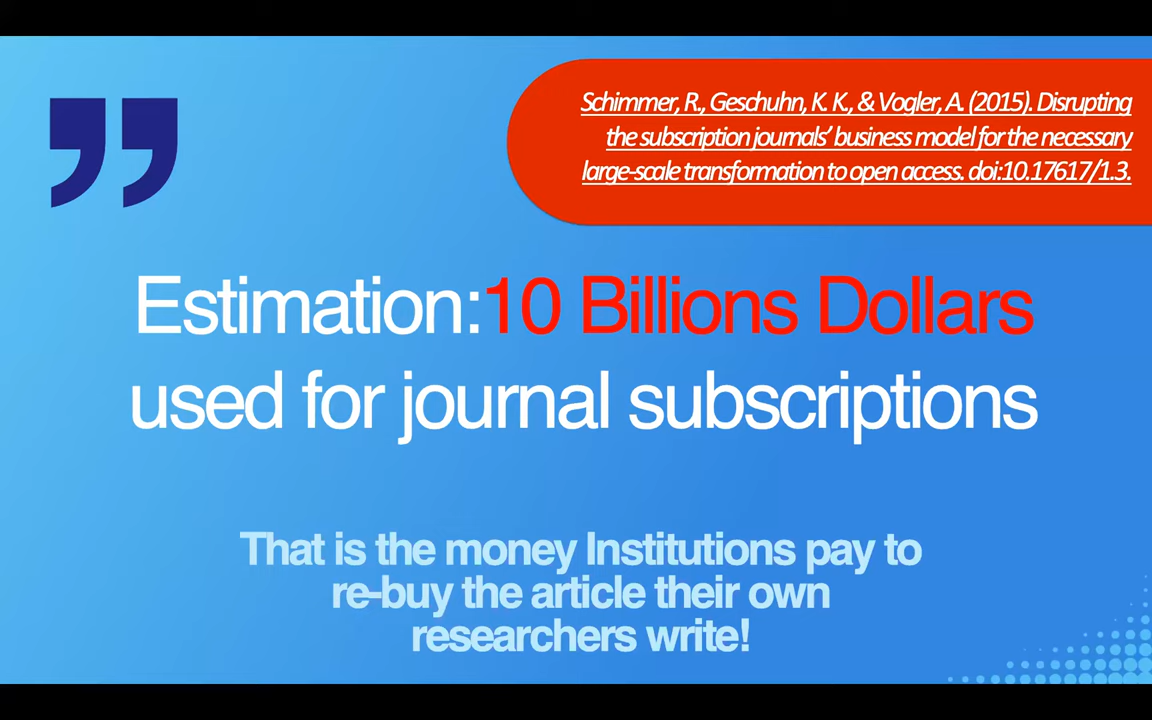 Schimmer, R., Geschuhn, K. K., & Vogler, A. (2015). Disrupting
the subscription journals’ business model for the necessary
large-scale transformation to open access. doi:10.17617/1.3.
Estimation:10 Billions Dollars
used for journal subscriptions
That is the money Institutions pay to
re-buy the article their own
researchers write!